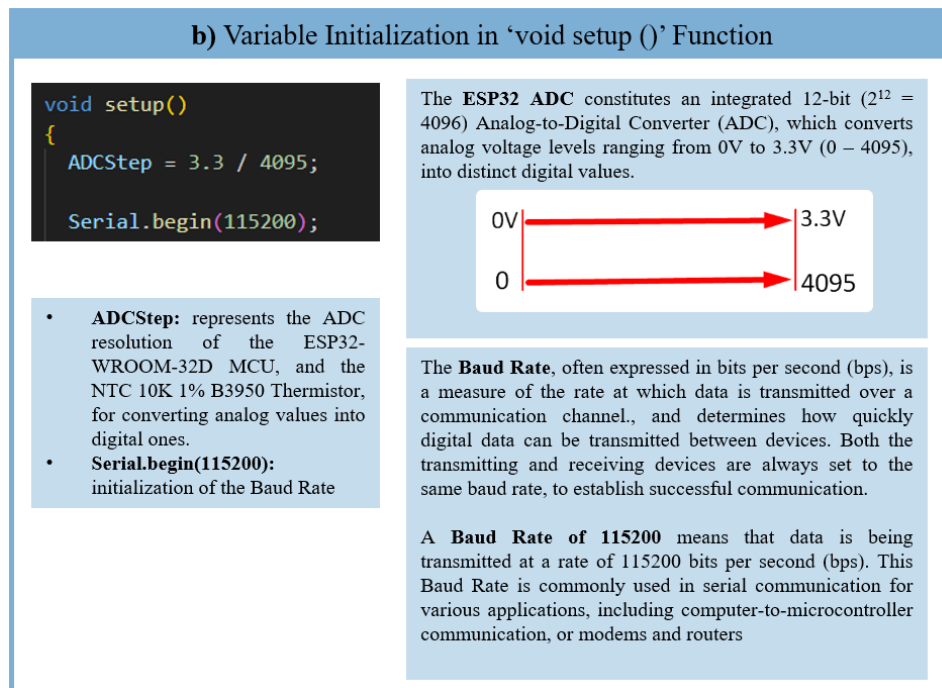 b) Variable Initialization in ‘void setup ()’ Function
void setup()
{
ADCStep = 3.3 / 4095;
Serial.begin(115200);
• ADCStep: represents the ADC
resolution of the ESP32-
WROOM-32D MCU, and the
NTC 10K 1% B3950 Thermistor,
for converting analog values into
digital ones.
• Serial.begin(115200):
initialization of the Baud Rate
The ESP32 ADC constitutes an integrated 12-bit (2¹² =
4096) Analog-to-Digital Converter (ADC), which converts
analog voltage levels ranging from 0V to 3.3V (0 – 4095),
into distinct digital values.
0V 3.3V
0 4095
The Baud Rate, often expressed in bits per second (bps), is
a measure of the rate at which data is transmitted over a
communication channel., and determines how quickly
digital data can be transmitted between devices. Both the
transmitting and receiving devices are always set to the
same baud rate, to establish successful communication.
A Baud Rate of 115200 means that data is being
transmitted at a rate of 115200 bits per second (bps). This
Baud Rate is commonly used in serial communication for
various applications, including computer-to-microcontroller
communication, or modems and routers